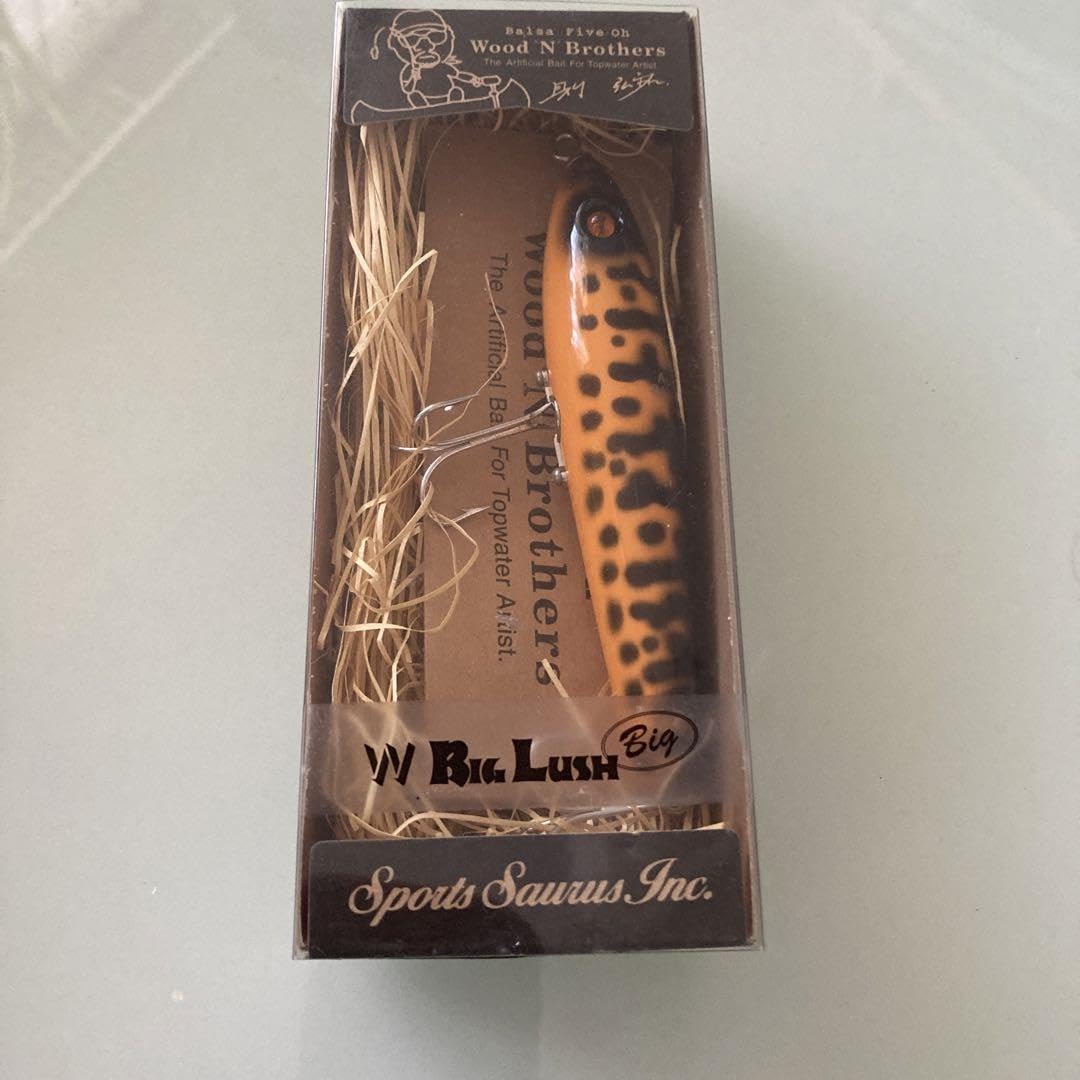 Balsa Five-Oh
Wood 'N' Brothers
The Artificial Bait For Topwater Artist
Wood 'N' Brothers
The Artificial Bait For Topwater Artist.
W BIG LUSH Big
Sports Saurus Inc.